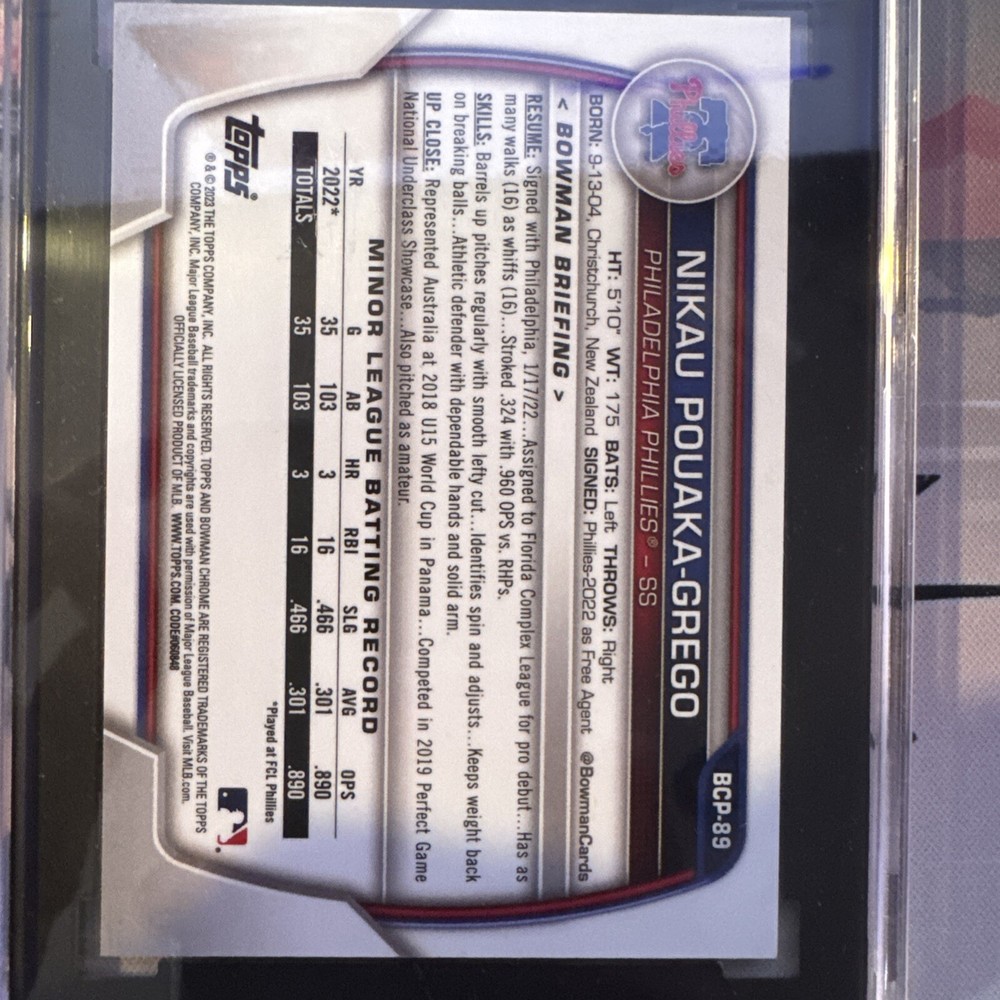 BCP-89
Phillies
NIKAU POUAKA-GREGO
PHILADELPHIA PHILLIES® - SS
HT: 5'10" WT: 175 BATS: Left THROWS: Right
BORN: 9-13-04, Christchurch, New Zealand SIGNED: Phillies-2022 as Free Agent @BowmanCards
< BOWMAN BRIEFING >
RESUME: Signed with Philadelphia, 1/17/22...Assigned to Florida Complex League for pro debut...Has as
many walks (16) as whiffs (16)...Stroked .324 with .960 OPS vs. RHPs.
SKILLS: Barrels up pitches regularly with smooth lefty cut...Identifies spin and adjusts...Keeps weight back
on breaking balls...Athletic defender with dependable hands and solid arm.
UP CLOSE: Represented Australia at 2018 U15 World Cup in Panama...Competed in 2019 Perfect Game
National Underclass Showcase...Also pitched as amateur.
MINOR LEAGUE BATTING RECORD
YR G AB HR RBI SLG AVG OPS
2022* 35 103 3 16 .466 .301 .890
TOTALS 35 103 3 16 .466 .301 .890
*Played at FCL Phillies
topps
® & © 2023 THE TOPPS COMPANY, INC. ALL RIGHTS RESERVED. TOPPS AND BOWMAN CHROME ARE REGISTERED TRADEMARKS OF THE TOPPS
COMPANY, INC. Major League Baseball trademarks and copyrights are used with permission of Major League Baseball. Visit MLB.com.
OFFICIALLY LICENSED PRODUCT OF MLB. WWW.TOPPS.COM. CODE#060848